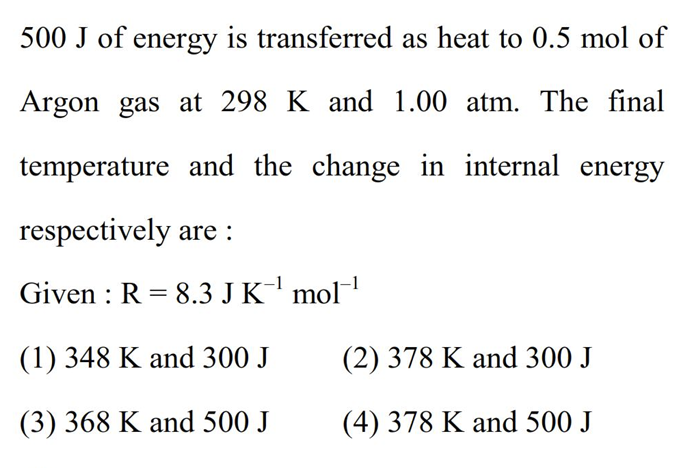 500 J of energy is transferred as heat to 0.5 mol of
Argon gas at 298 K and 1.00 atm. The final
temperature and the change in internal energy
respectively are :
Given : R = 8.3 J K⁻¹ mol⁻¹
(1) 348 K and 300 J (2) 378 K and 300 J
(3) 368 K and 500 J (4) 378 K and 500 J